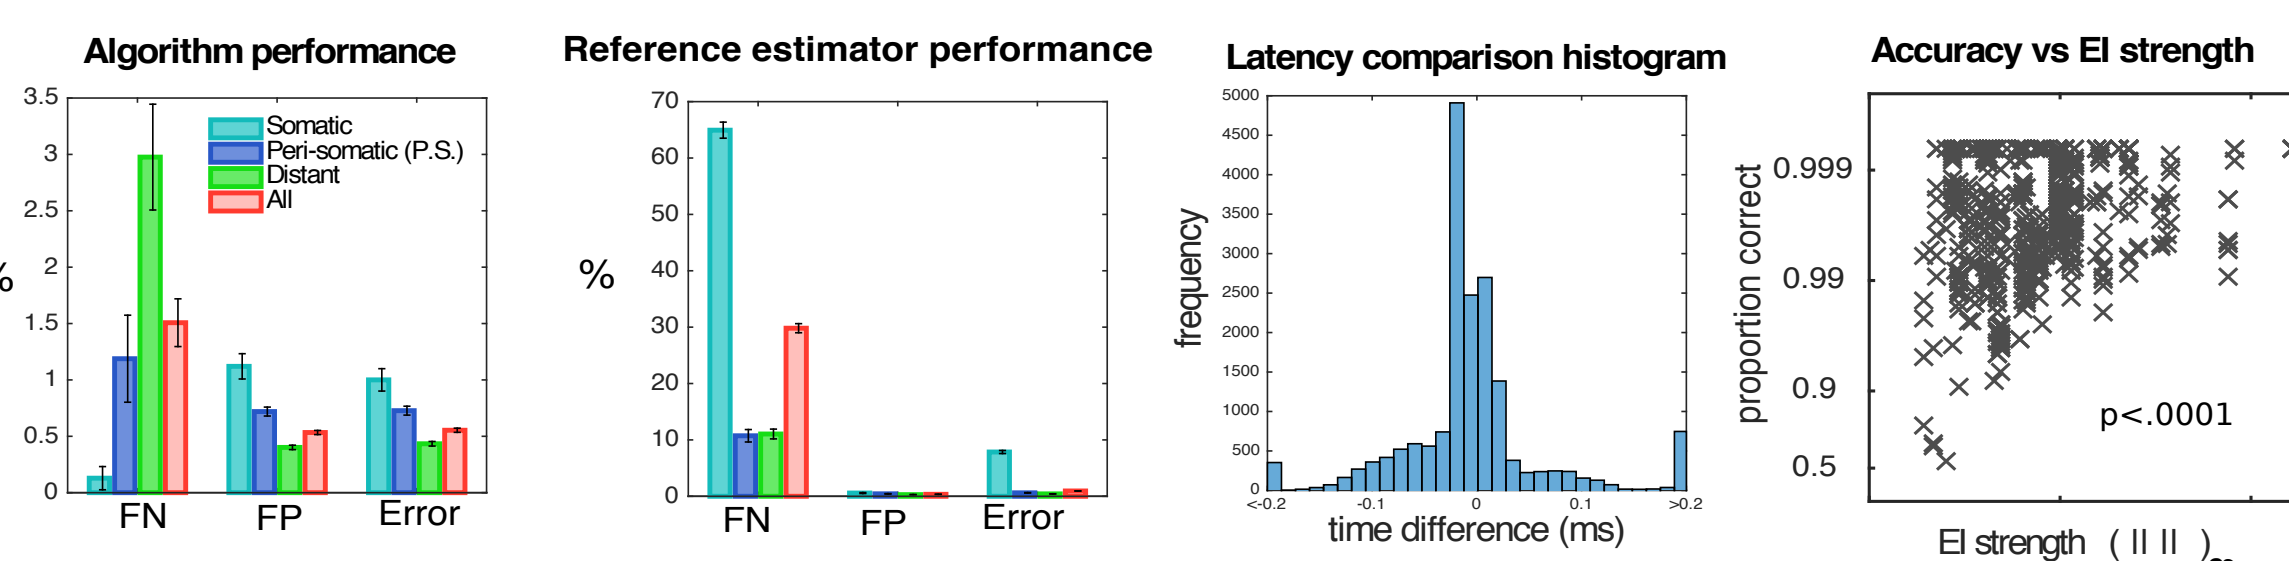 Algorithm performance
3.5
3
2.5
2
1.5
1
0.5
0
%
Somatic
Peri-somatic (P.S.)
Distant
All
FN
FP
Error
Reference estimator performance
70
60
50
40
30
20
10
0
%
FN
FP
Error
Latency comparison histogram
5000
4500
4000
3500
3000
2500
2000
1500
1000
500
0
frequency
<-0.2
-0.1
0
0.1
>0.2
time difference (ms)
Accuracy vs EI strength
0.999
0.99
0.9
0.5
proportion correct
p<.0001
EI strength ( || || )